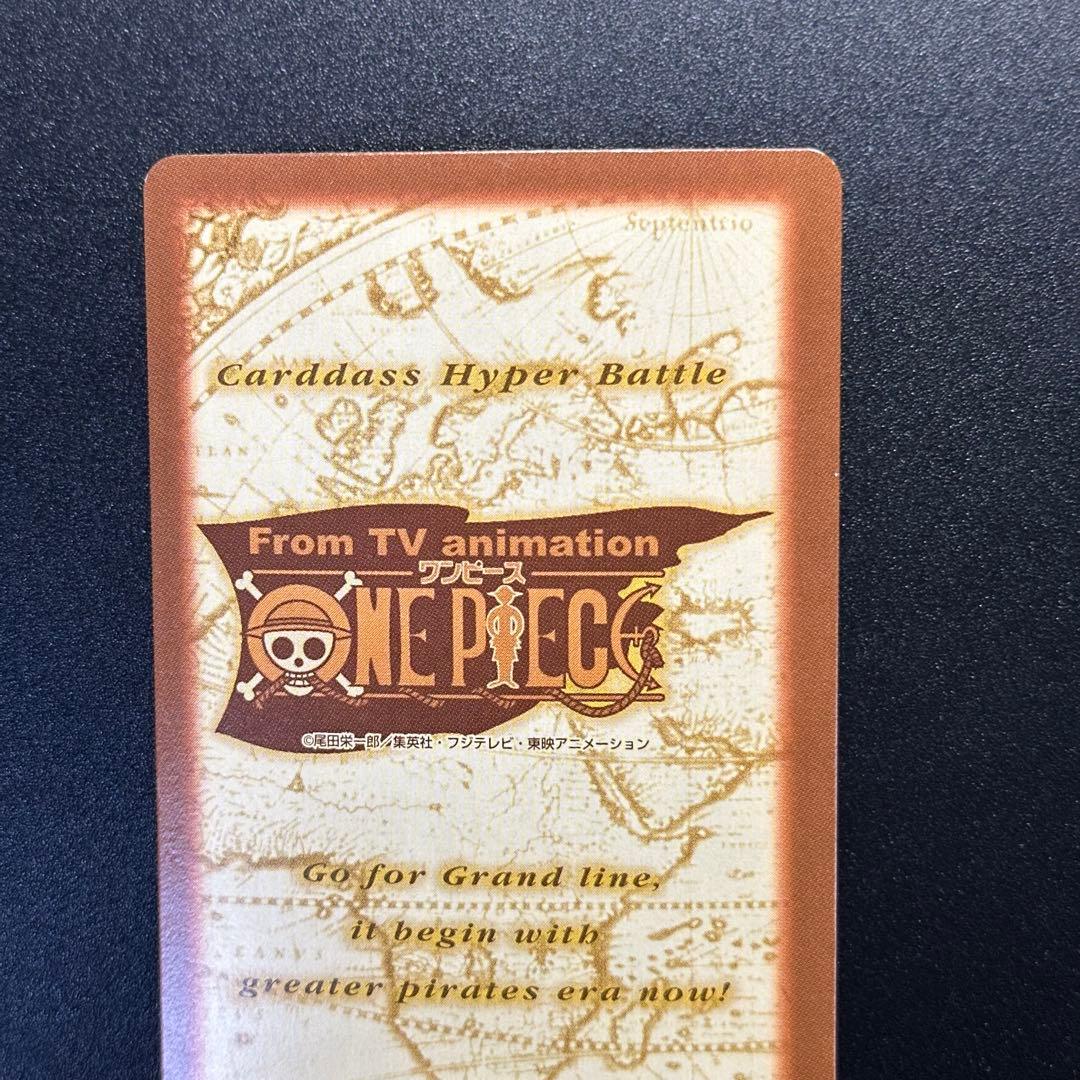 Septentrio
Carddass Hyper Battle
From TV animation
ワンピース
ONE PIECE
©尾田栄一郎／集英社・フジテレビ・東映アニメーション
Go for Grand line,
it begin with
greater pirates era now!